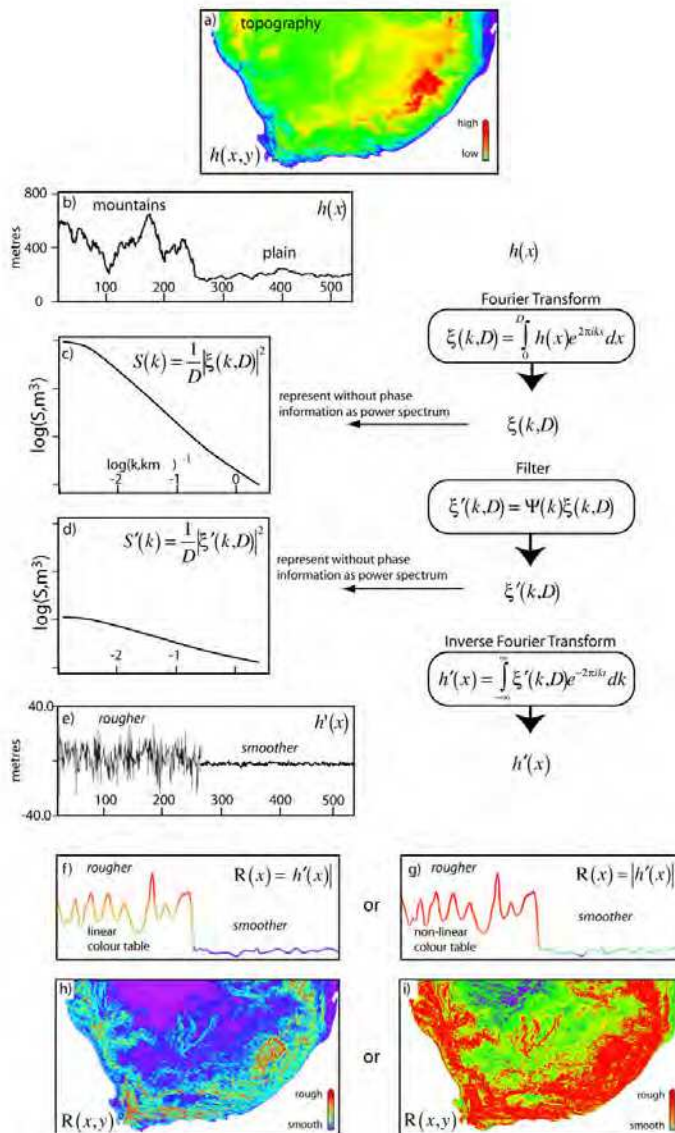 a) topography
high
low
h(x,y)
b) mountains
h(x)
plain
metres
800
400
0
100 200 300 400 500
h(x)
Fourier Transform
ξ(k,D) = ∫₀ᴰ h(x)e^{2πikx}dx
c)
S(k) = 1/D |ξ(k,D)|²
log(S,m³)
log(k,km )⁻¹
-2 -1 0
represent without phase
information as power spectrum
ξ(k,D)
Filter
ξ′(k,D) = Ψ(k)ξ(k,D)
d)
S′(k) = 1/D |ξ′(k,D)|²
log(S,m³)
-2 -1
represent without phase
information as power spectrum
ξ′(k,D)
Inverse Fourier Transform
h′(x) = ∫_{-∞}^{∞} ξ′(k,D)e^{-2πikx}dk
h′(x)
e) rougher
h'(x)
smoother
metres
40.0
0
-40.0
100 200 300 400 500
f) rougher
R(x) = h′(x)|
smoother
linear
colour table
or
g) rougher
R(x) = |h′(x)|
smoother
non-linear
colour table
h)
rough
smooth
R(x,y)
or
i)
rough
smooth
R(x,y)